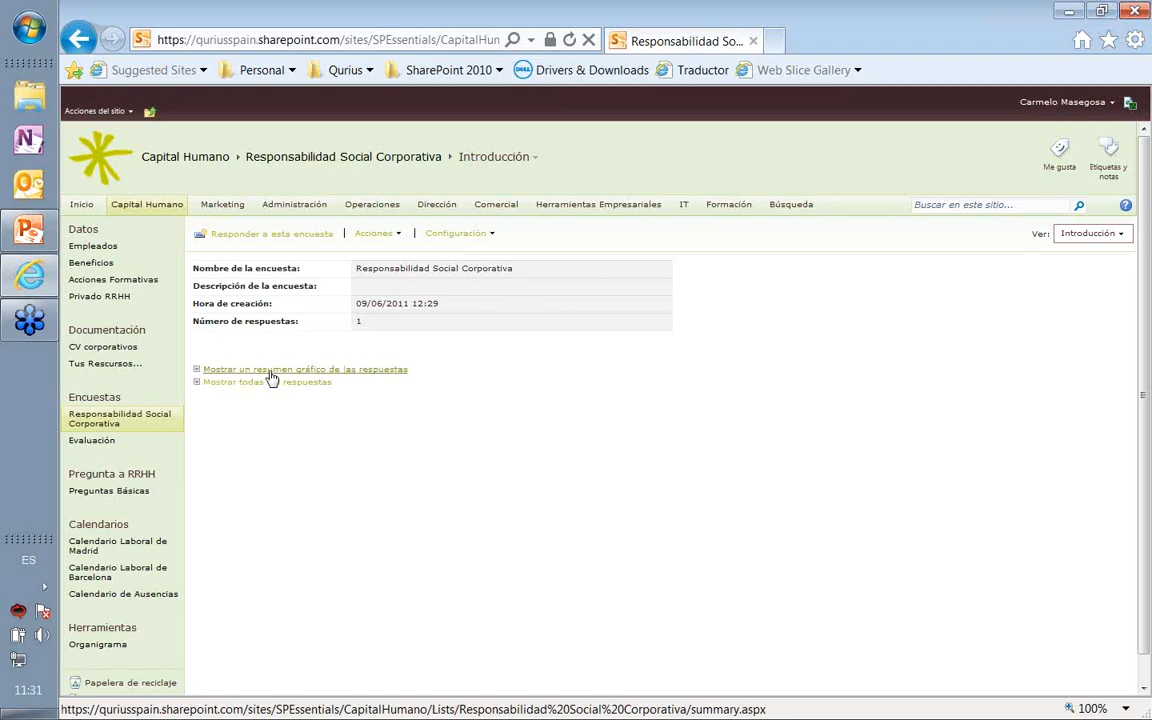 https://quriusspain.sharepoint.com/sites/SPEssentials/CapitalHun
Responsabilidad So...
Suggested Sites
Personal
Qurius
SharePoint 2010
Drivers & Downloads
Traductor
Web Slice Gallery
Acciones del sitio
Carmelo Masegosa
Capital Humano
Responsabilidad Social Corporativa
Introducción
Me gusta
Etiquetas y
notas
Inicio
Capital Humano
Marketing
Administración
Operaciones
Dirección
Comercial
Herramientas Empresariales
IT
Formación
Búsqueda
Buscar en este sitio...
Datos
Empleados
Beneficios
Acciones Formativas
Privado RRHH
Documentación
CV corporativos
Tus Rescursos...
Encuestas
Responsabilidad Social
Corporativa
Evaluación
Pregunta a RRHH
Preguntas Básicas
Calendarios
Calendario Laboral de
Madrid
Calendario Laboral de
Barcelona
Calendario de Ausencias
Herramientas
Organigrama
Papelera de reciclaje
Responder a esta encuesta
Acciones
Configuración
Ver:
Introducción
Nombre de la encuesta: Responsabilidad Social Corporativa
Descripción de la encuesta:
Hora de creación: 09/06/2011 12:29
Número de respuestas: 1
Mostrar un resumen gráfico de las respuestas
Mostrar todas respuestas
ES
11:31
https://quriusspain.sharepoint.com/sites/SPEssentials/CapitalHumano/Lists/Responsabilidad%20Social%20Corporativa/summary.aspx
100%